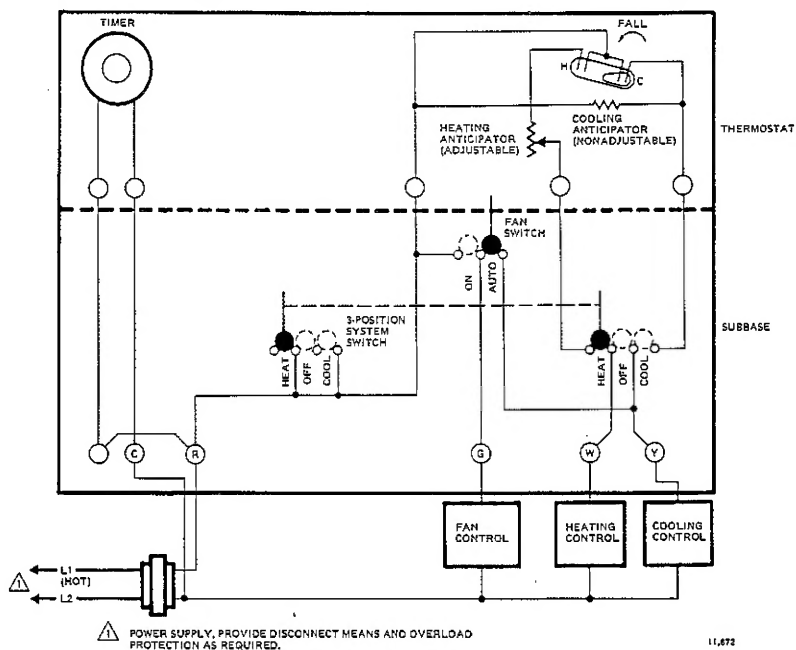 TIMER
FALL
H
C
HEATING
ANTICIPATOR
(ADJUSTABLE)
COOLING
ANTICIPATOR
(NONADJUSTABLE)
THERMOSTAT
FAN
SWITCH
ON
AUTO
3-POSITION
SYSTEM
SWITCH
HEAT
OFF
COOL
HEAT
OFF
COOL
SUBBASE
C
R
G
W
Y
FAN
CONTROL
HEATING
CONTROL
COOLING
CONTROL
L1
(HOT)
1
L2
1 POWER SUPPLY, PROVIDE DISCONNECT MEANS AND OVERLOAD
PROTECTION AS REQUIRED.
11,672